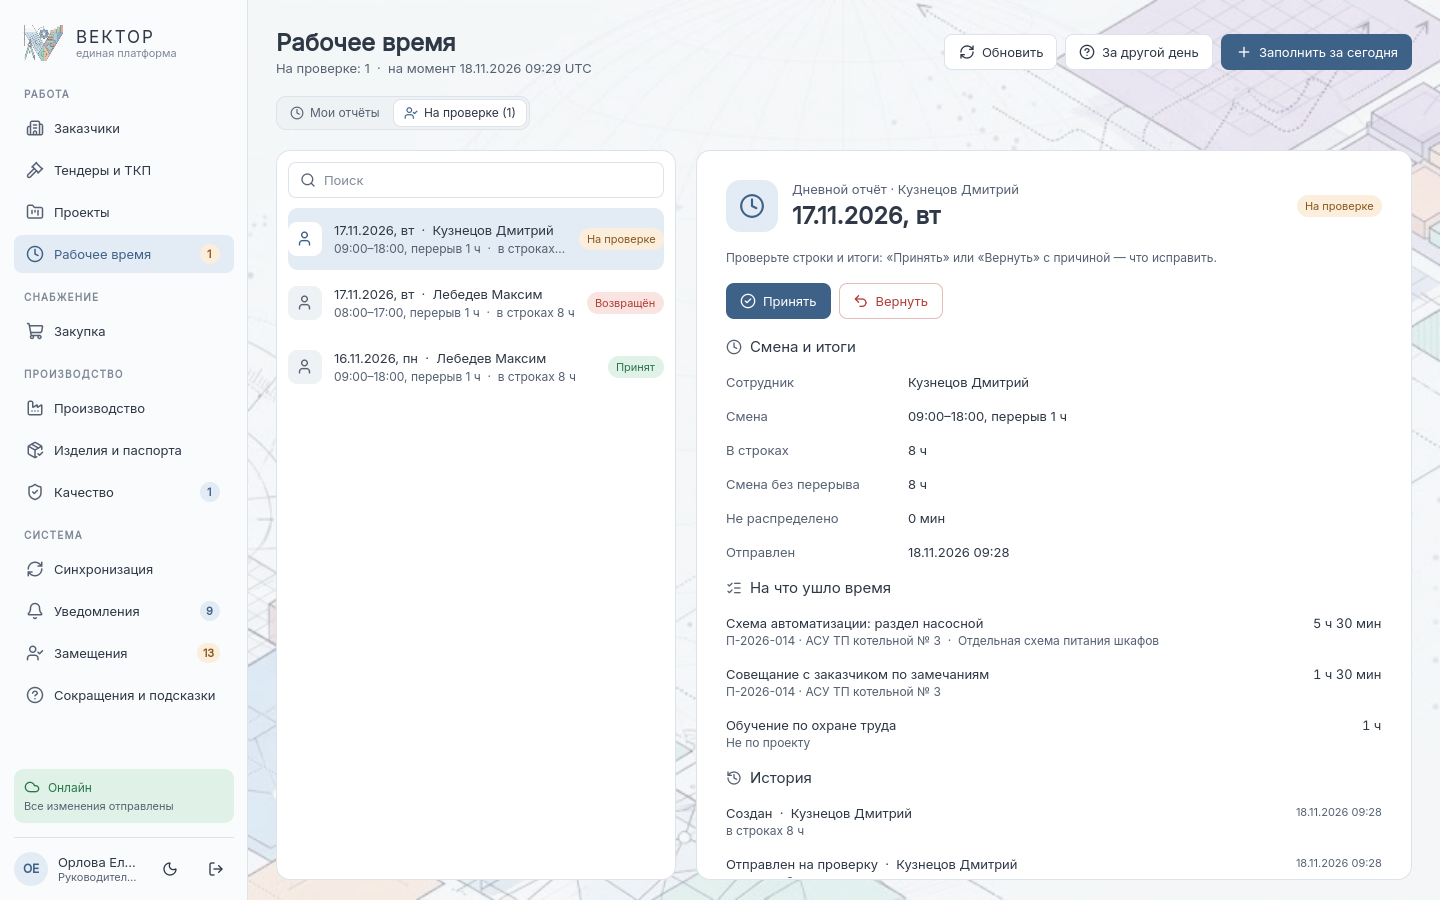 ВЕКТОР
единая платформа
РАБОТА
Заказчики
Тендеры и ТКП
Проекты
Рабочее время 1
СНАБЖЕНИЕ
Закупка
ПРОИЗВОДСТВО
Производство
Изделия и паспорта
Качество 1
СИСТЕМА
Синхронизация
Уведомления 9
Замещения 13
Сокращения и подсказки
Онлайн
Все изменения отправлены
ОЕ
Орлова Ел...
Руководител...
Рабочее время
На проверке: 1 · на момент 18.11.2026 09:29 UTC
Обновить
За другой день
Заполнить за сегодня
Мои отчёты
На проверке (1)
Поиск
17.11.2026, вт · Кузнецов Дмитрий
09:00–18:00, перерыв 1 ч · в строках...
На проверке
17.11.2026, вт · Лебедев Максим
08:00–17:00, перерыв 1 ч · в строках 8 ч
Возвращён
16.11.2026, пн · Лебедев Максим
09:00–18:00, перерыв 1 ч · в строках 8 ч
Принят
Дневной отчёт · Кузнецов Дмитрий
17.11.2026, вт
На проверке
Проверьте строки и итоги: «Принять» или «Вернуть» с причиной — что исправить.
Принять
Вернуть
Смена и итоги
Сотрудник Кузнецов Дмитрий
Смена 09:00–18:00, перерыв 1 ч
В строках 8 ч
Смена без перерыва 8 ч
Не распределено 0 мин
Отправлен 18.11.2026 09:28
На что ушло время
Схема автоматизации: раздел насосной 5 ч 30 мин
П-2026-014 · АСУ ТП котельной № 3 · Отдельная схема питания шкафов
Совещание с заказчиком по замечаниям 1 ч 30 мин
П-2026-014 · АСУ ТП котельной № 3
Обучение по охране труда 1 ч
Не по проекту
История
Создан · Кузнецов Дмитрий 18.11.2026 09:28
в строках 8 ч
Отправлен на проверку · Кузнецов Дмитрий 18.11.2026 09:28